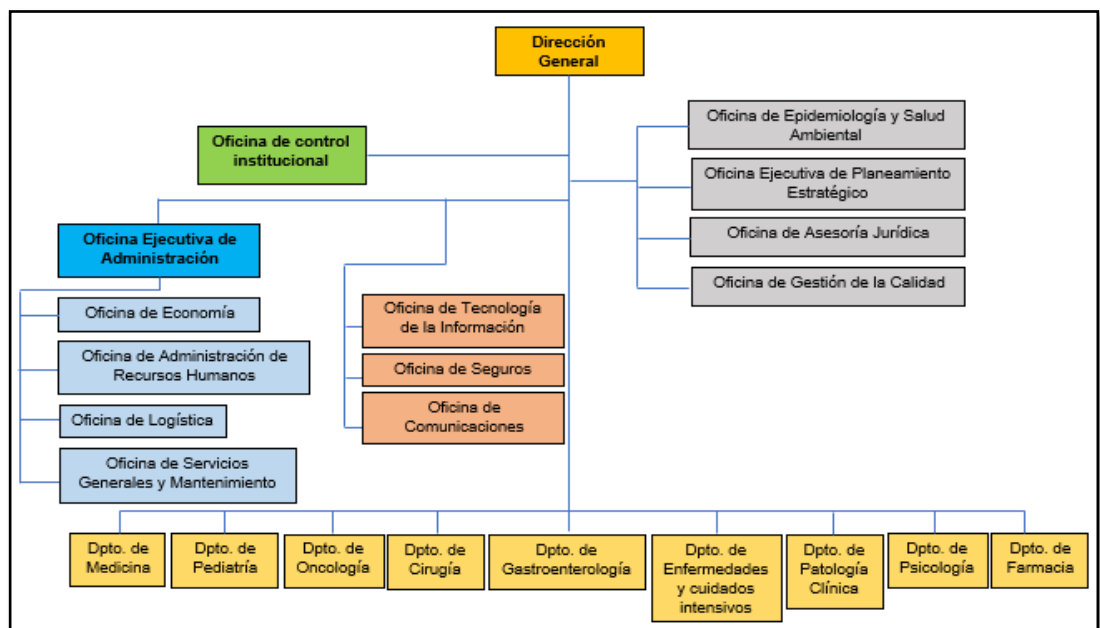 Dirección
General
Oficina de control
institucional
Oficina de Epidemiología y Salud
Ambiental
Oficina Ejecutiva de Planeamiento
Estratégico
Oficina de Asesoría Jurídica
Oficina de Gestión de la Calidad
Oficina Ejecutiva de
Administración
Oficina de Economía
Oficina de Administración de
Recursos Humanos
Oficina de Logística
Oficina de Servicios
Generales y Mantenimiento
Oficina de Tecnología
de la Información
Oficina de Seguros
Oficina de
Comunicaciones
Dpto. de
Medicina
Dpto. de
Pediatría
Dpto. de
Oncología
Dpto. de
Cirugía
Dpto. de
Gastroenterología
Dpto. de
Enfermedades
y cuidados
intensivos
Dpto. de
Patología
Clínica
Dpto. de
Psicología
Dpto. de
Farmacia